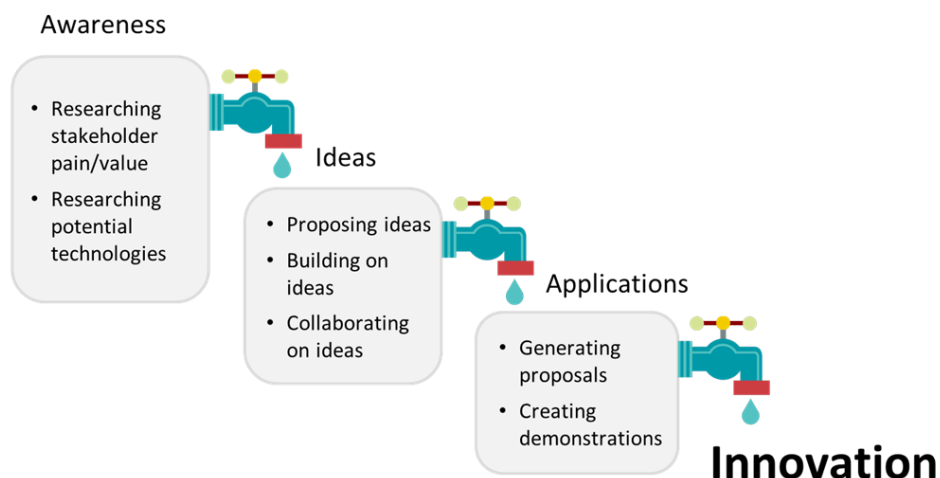 Awareness
• Researching
stakeholder
pain/value
• Researching
potential
technologies
Ideas
• Proposing ideas
• Building on
ideas
• Collaborating
on ideas
Applications
• Generating
proposals
• Creating
demonstrations
Innovation